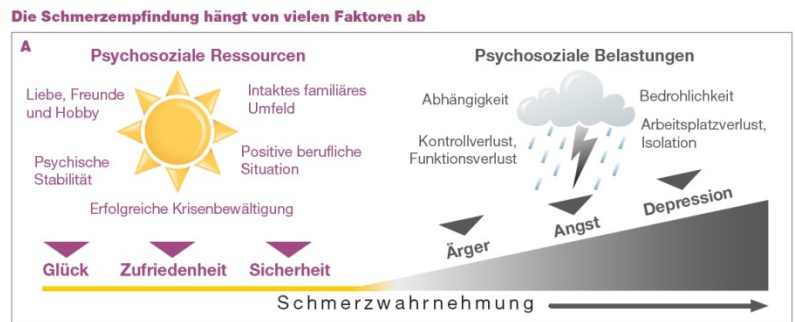 Die Schmerzempfindung hängt von vielen Faktoren ab
A
Psychosoziale Ressourcen
Liebe, Freunde
und Hobby
Intaktes familiäres
Umfeld
Psychische
Stabilität
Positive berufliche
Situation
Erfolgreiche Krisenbewältigung
Glück
Zufriedenheit
Sicherheit
Psychosoziale Belastungen
Abhängigkeit
Bedrohlichkeit
Kontrollverlust,
Funktionsverlust
Arbeitsplatzverlust,
Isolation
Ärger
Angst
Depression
Schmerzwahrnehmung